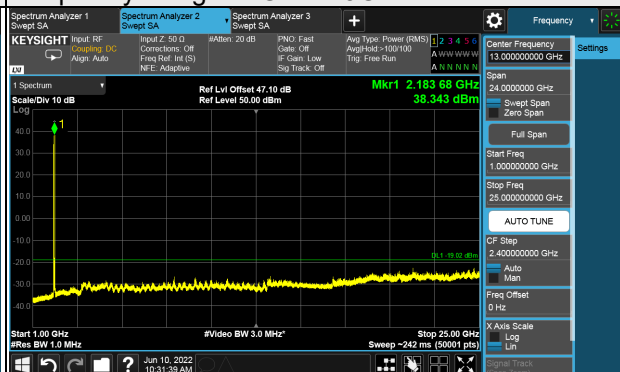 Spectrum Analyzer 1
Swept SA
Spectrum Analyzer 2
Swept SA
Spectrum Analyzer 3
Swept SA
+
Frequency
KEYSIGHT
Input: RF
Coupling: DC
Align: Auto
Input Z: 50 Ω
Corrections: Off
Freq Ref: Int (S)
NFE: Adaptive
#Atten: 20 dB
PNO: Fast
Gate: Off
IF Gain: Low
Sig Track: Off
Avg Type: Power (RMS)
Avg|Hold:>100/100
Trig: Free Run
1 2 3 4 5 6
A W W W W W
A N N N N N
LXI
1 Spectrum
Scale/Div 10 dB
Log
Ref Lvl Offset 47.10 dB
Ref Level 50.00 dBm
Mkr1 2.183 68 GHz
38.343 dBm
1
40.0
30.0
20.0
10.0
0.00
-10.0
-20.0
-30.0
-40.0
DL1 -19.02 dBm
Start 1.00 GHz
#Res BW 1.0 MHz
#Video BW 3.0 MHz*
Stop 25.00 GHz
Sweep ~242 ms (50001 pts)
?
Jun 10, 2022
10:31:39 AM
Center Frequency
13.000000000 GHz
Settings
Span
24.0000000 GHz
Swept Span
Zero Span
Full Span
Start Freq
1.000000000 GHz
Stop Freq
25.000000000 GHz
AUTO TUNE
CF Step
2.400000000 GHz
Auto
Man
Freq Offset
0 Hz
X Axis Scale
Log
Lin
Signal Track